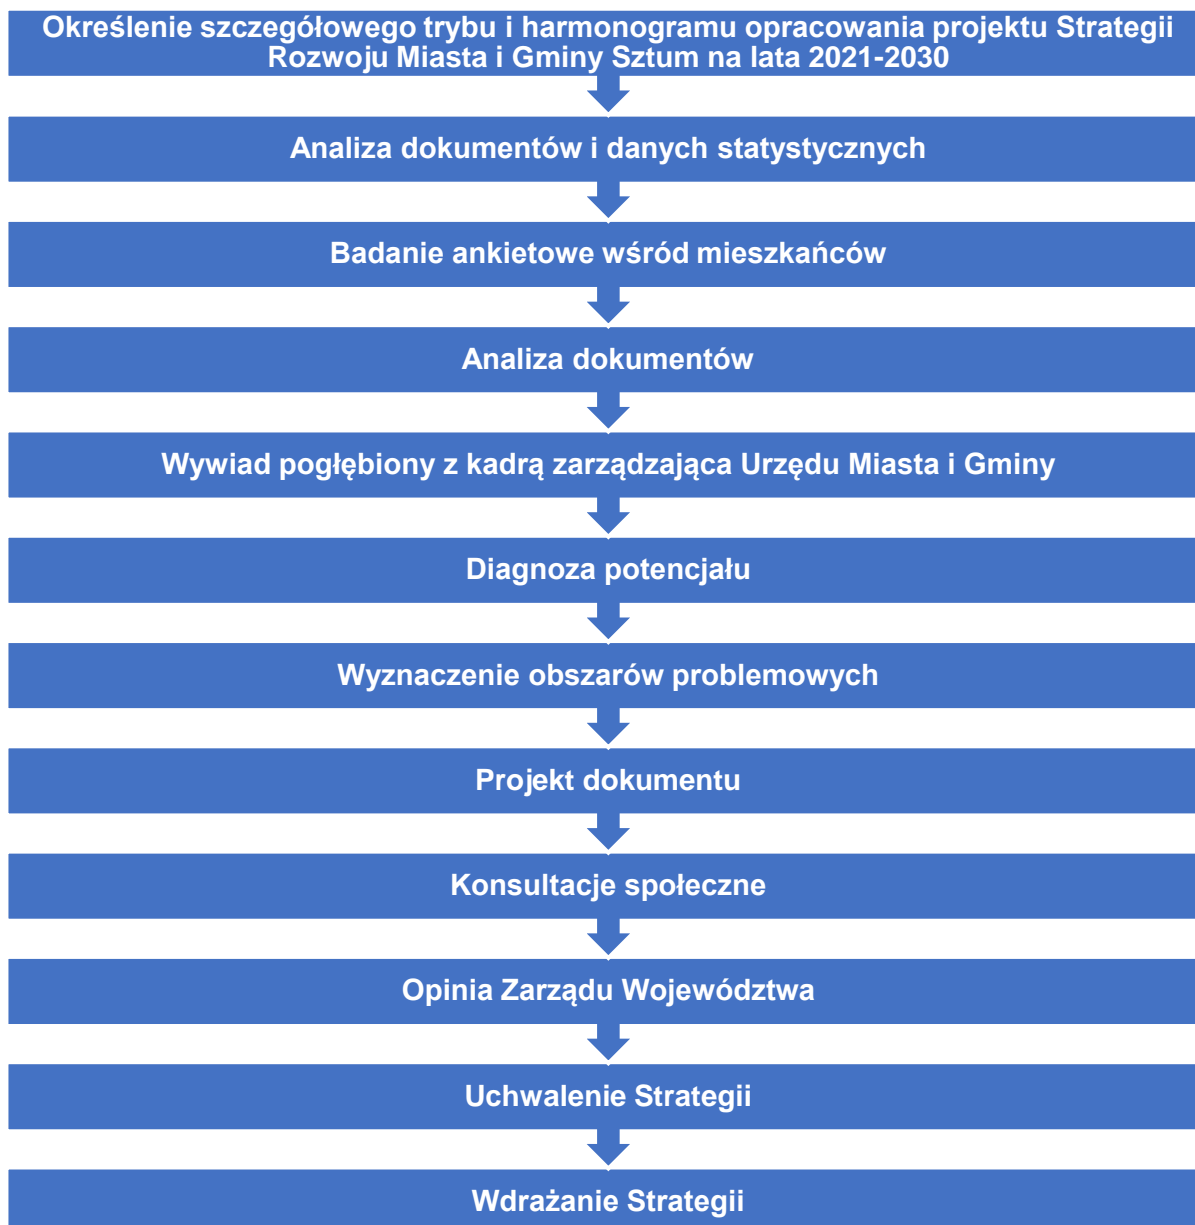 Określenie szczegółowego trybu i harmonogramu opracowania projektu Strategii
Rozwoju Miasta i Gminy Sztum na lata 2021-2030
Analiza dokumentów i danych statystycznych
Badanie ankietowe wśród mieszkańców
Analiza dokumentów
Wywiad pogłębiony z kadrą zarządzająca Urzędu Miasta i Gminy
Diagnoza potencjału
Wyznaczenie obszarów problemowych
Projekt dokumentu
Konsultacje społeczne
Opinia Zarządu Województwa
Uchwalenie Strategii
Wdrażanie Strategii